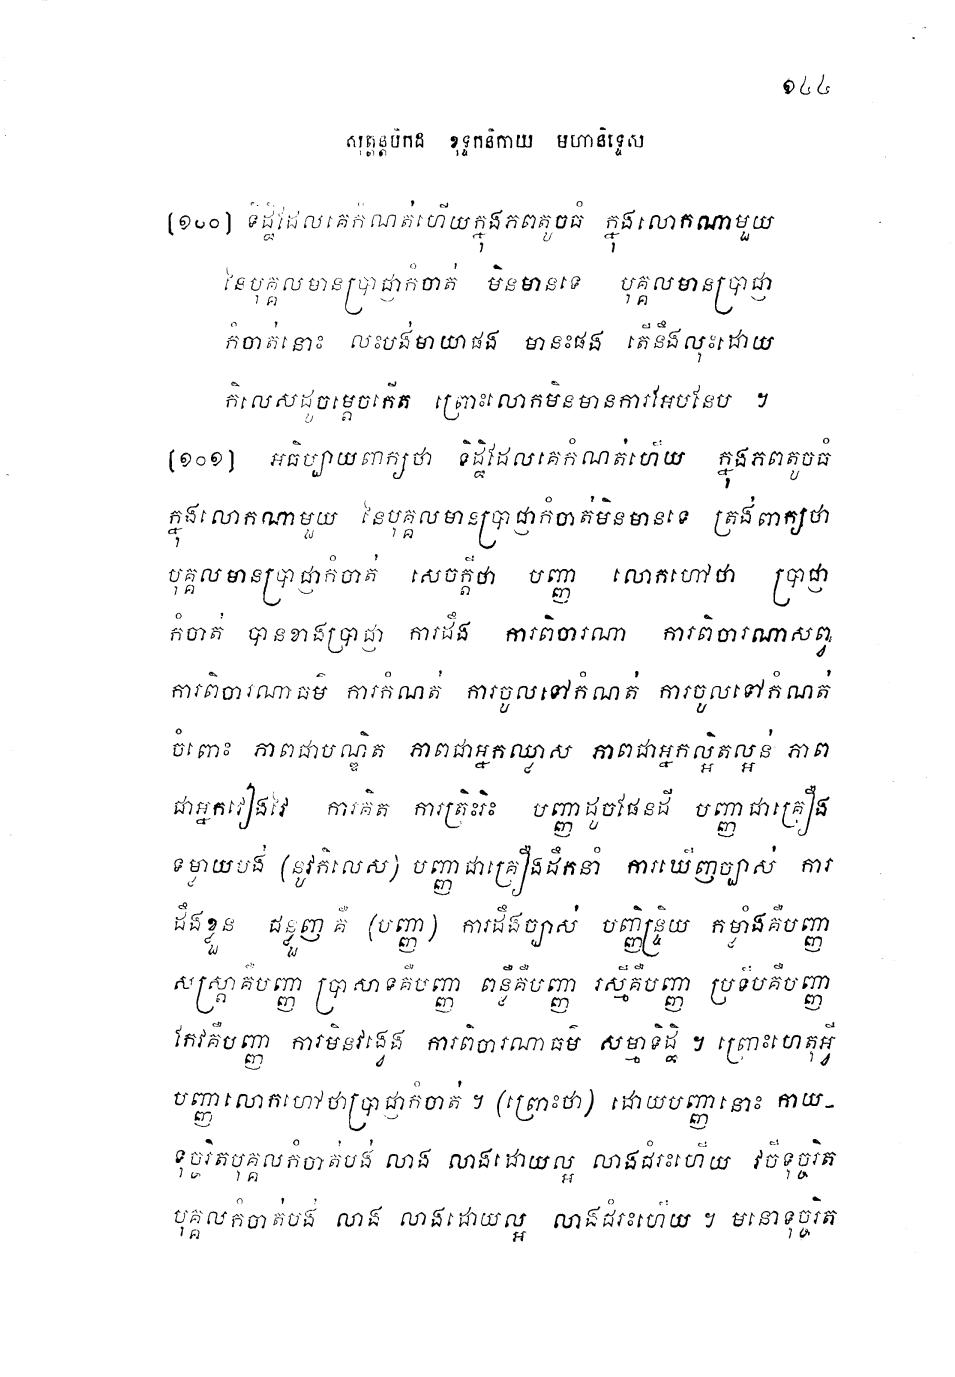 ១៤៤
សុត្តន្តបិដក ខុទ្ទកនិកាយ មហានិទ្ទេស
[១០០] ទិដ្ឋិដែលគេកំណត់ហើយក្នុងភពតូចធំ ក្នុងលោកណាមួយ
នៃបុគ្គលមានប្រាជ្ញាកំចាត់ មិនមានទេ បុគ្គលមានប្រាជ្ញា
កំចាត់នោះ លះបង់មាយាផង មានះផង តើនឹងលុះដោយ
កិលេសដូចម្តេចកើត ព្រោះលោកមិនមានការអែបនែប ។
[១០១] អធិប្បាយពាក្យថា ទិដ្ឋិដែលគេកំណត់ហើយ ក្នុងភពតូចធំ
ក្នុងលោកណាមួយ នៃបុគ្គលមានប្រាជ្ញាកំចាត់មិនមានទេ ត្រង់ពាក្យថា
បុគ្គលមានប្រាជ្ញាកំចាត់ សេចក្តីថា បញ្ញា លោកហៅថា ប្រាជ្ញា
កំចាត់ បានខាងប្រាជ្ញា ការដឹង ការពិចារណា ការពិចារណាសព្វ
ការពិចារណាធម៌ ការកំណត់ ការចូលទៅកំណត់ ការចូលទៅកំណត់
ចំពោះ ភាពជាបណ្ឌិត ភាពជាអ្នកឈ្លាស ភាពជាអ្នកល្អិតល្អន់ ភាព
ជាអ្នកវៀងវៃ ការគិត ការត្រិះរិះ បញ្ញាដូចផែនដី បញ្ញាជាគ្រឿង
ទម្លាយបង់ (នូវកិលេស) បញ្ញាជាគ្រឿងដឹកនាំ ការឃើញច្បាស់ ការ
ដឹងខ្លួន ជន្លួញគឺ (បញ្ញា) ការដឹងច្បាស់ បញ្ញិន្ទ្រិយ កម្លាំងគឺបញ្ញា
សស្ត្រាគឺបញ្ញា ប្រាសាទគឺបញ្ញា ពន្លឺគឺបញ្ញា រស្មីគឺបញ្ញា ប្រទីបគឺបញ្ញា
កែវគឺបញ្ញា ការមិនវង្វេង ការពិចារណាធម៌ សម្មាទិដ្ឋិ ។ ព្រោះហេតុអ្វី
បញ្ញាលោកហៅថាប្រាជ្ញាកំចាត់ ។ (ព្រោះថា) ដោយបញ្ញានោះ កាយ-
ទុច្ចរិតបុគ្គលកំចាត់បង់ លាង លាងដោយល្អ លាងជំរះហើយ វចីទុច្ចរិត
បុគ្គលកំចាត់បង់ លាង លាងដោយល្អ លាងជំរះហើយ ។ មនោទុច្ចរិត